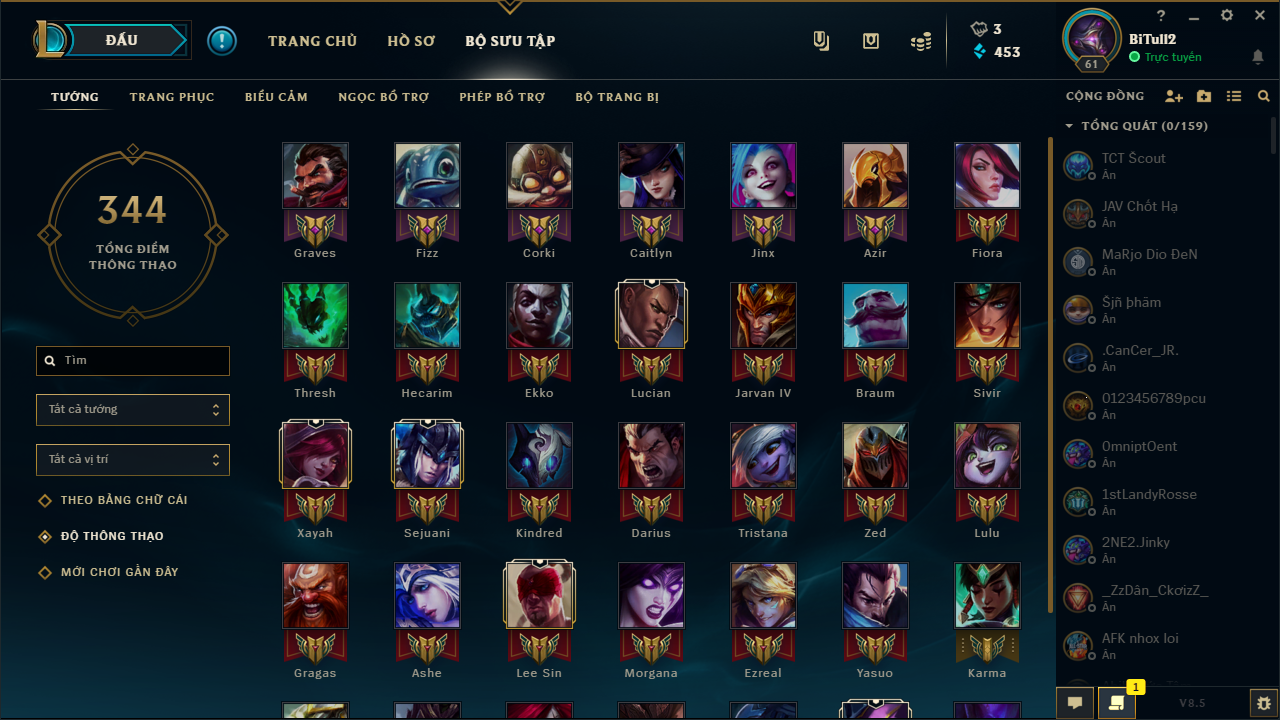 ĐẤU
TRANG CHỦ
HỒ SƠ
BỘ SƯU TẬP
3
453
61
BiTull2
Trực tuyến
TƯỚNG
TRANG PHỤC
BIỂU CẢM
NGỌC BỔ TRỢ
PHÉP BỔ TRỢ
BỘ TRANG BỊ
344
TỔNG ĐIỂM
THÔNG THẠO
Tìm
Tất cả tướng
Tất cả vị trí
THEO BẢNG CHỮ CÁI
ĐỘ THÔNG THẠO
MỚI CHƠI GẦN ĐÂY
Graves
Fizz
Corki
Caitlyn
Jinx
Azir
Fiora
Thresh
Hecarim
Ekko
Lucian
Jarvan IV
Braum
Sivir
Xayah
Sejuani
Kindred
Darius
Tristana
Zed
Lulu
Gragas
Ashe
Lee Sin
Morgana
Ezreal
Yasuo
Karma
CỘNG ĐỒNG
TỔNG QUÁT (0/159)
TCT Šcout
Ẩn
JAV Chót Hạ
Ẩn
MaRjo Dio ĐeN
Ẩn
Šjñ þhäm
Ẩn
.CanCer_JR.
Ẩn
0123456789pcu
Ẩn
0mniptOent
Ẩn
1stLandyRosse
Ẩn
2NE2.Jinky
Ẩn
_ZzDân_CkơizZ_
Ẩn
AFK nhox loi
Ẩn
1
V8.5